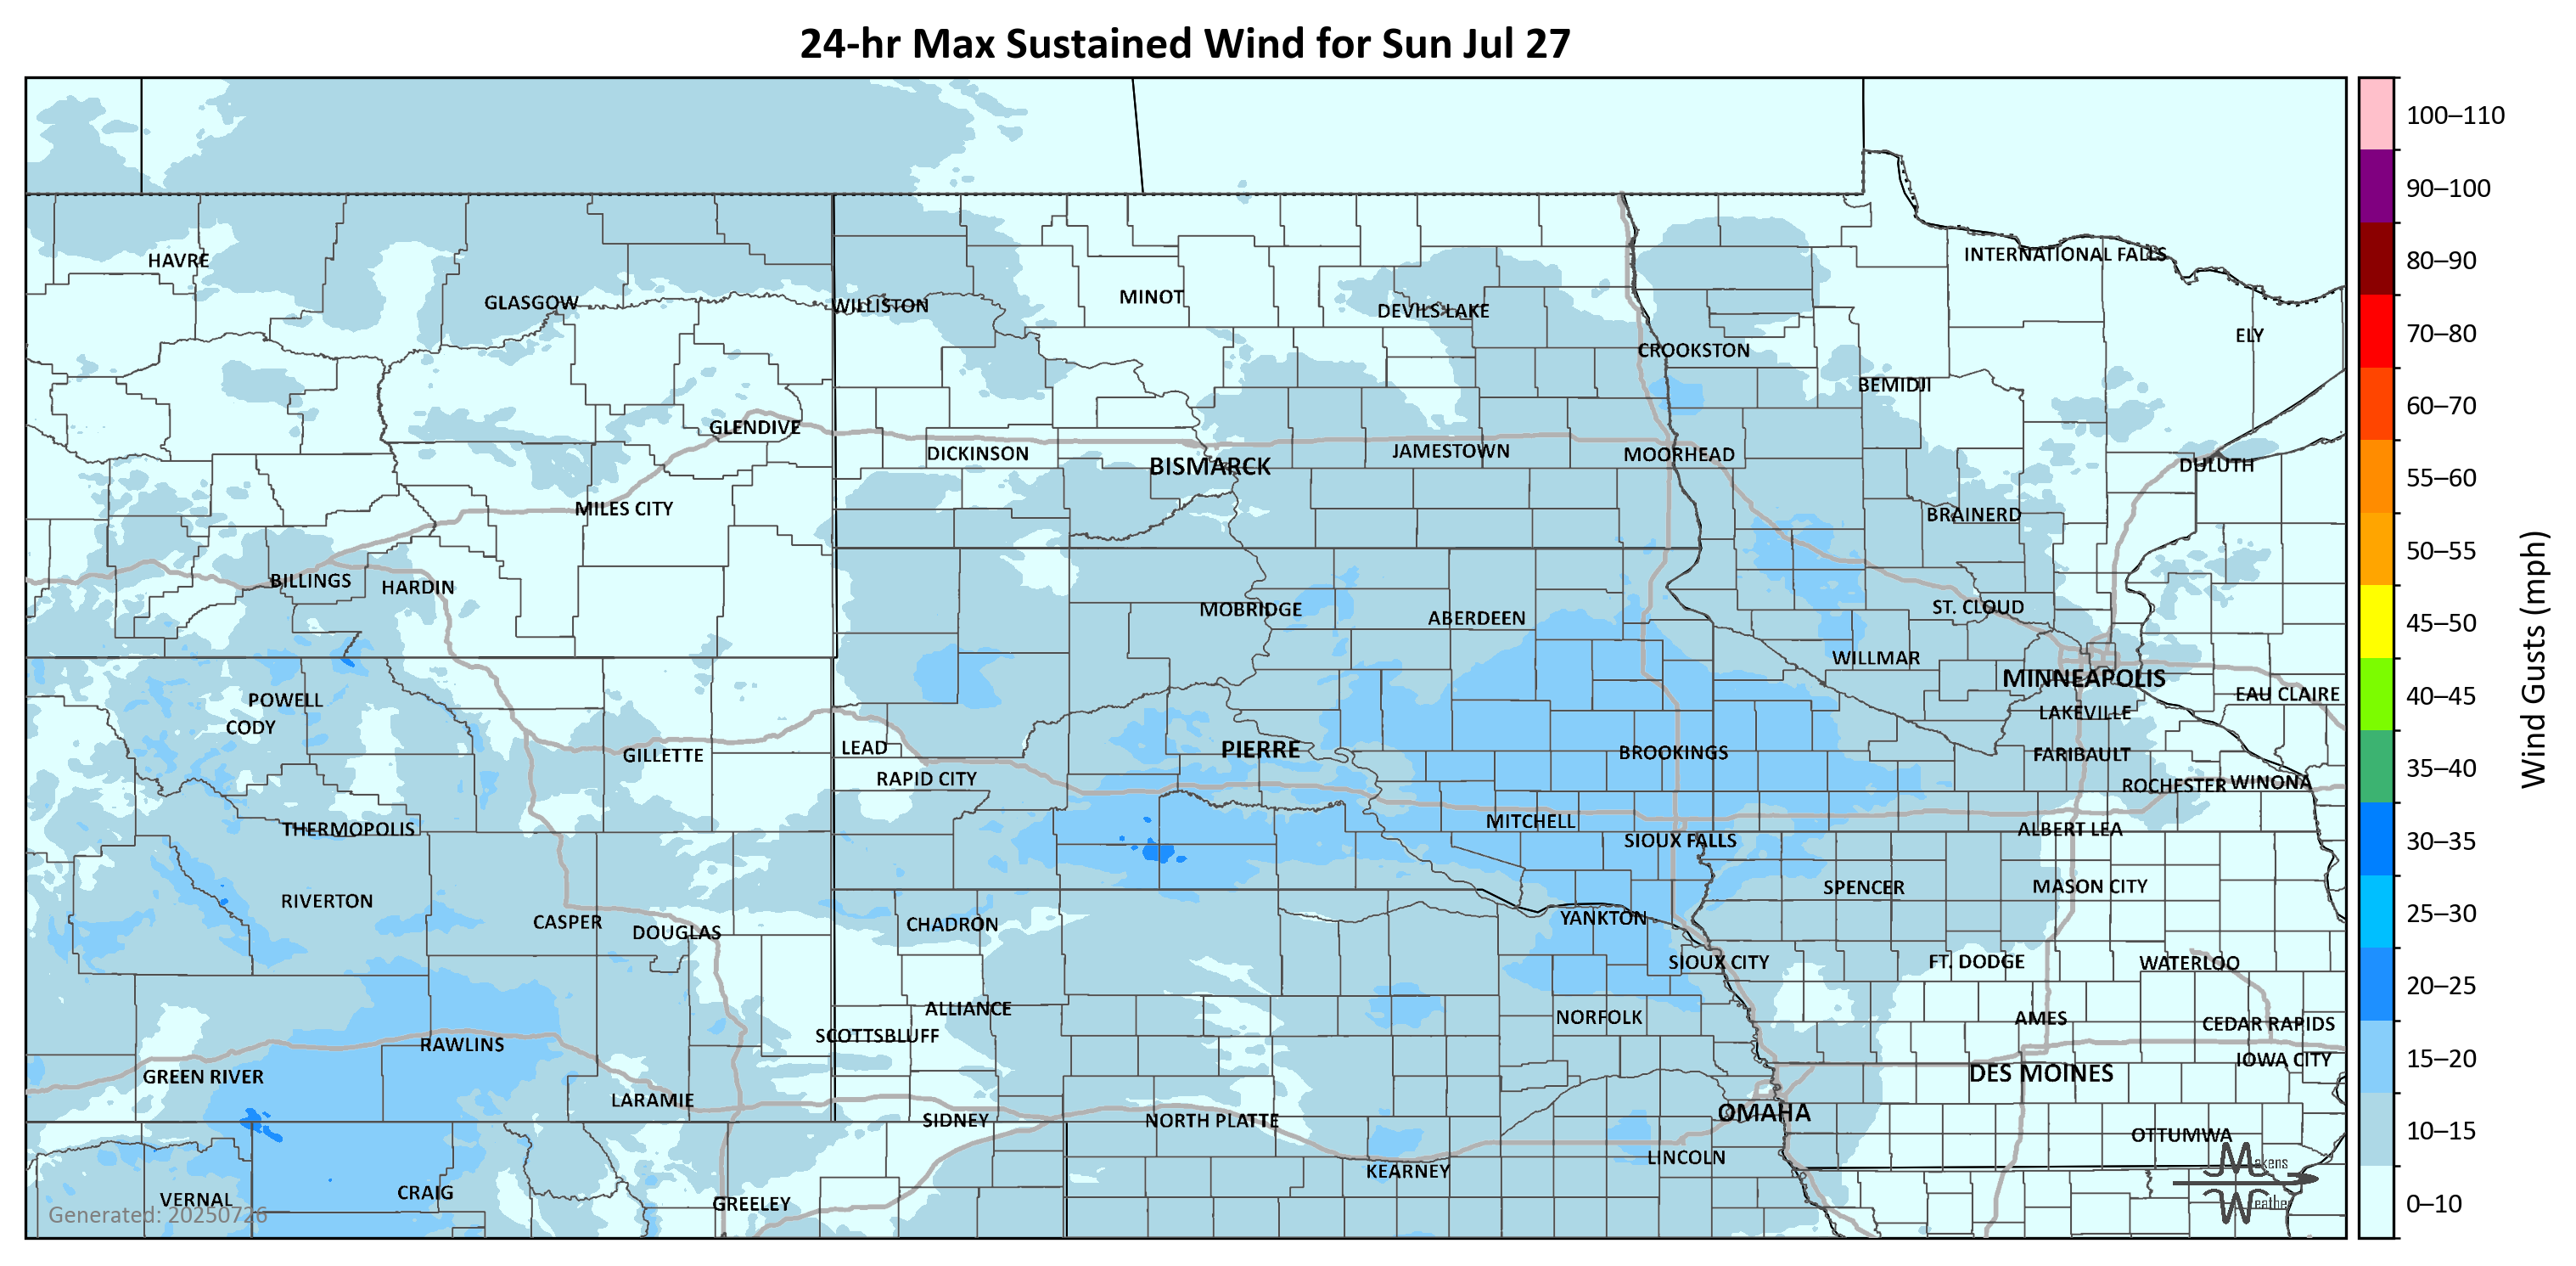 24-hr Max Sustained Wind for Sun Jul 27
100–110
90–100
80–90
70–80
60–70
55–60
50–55
45–50
40–45
35–40
30–35
25–30
20–25
15–20
10–15
0–10
Wind Gusts (mph)
HAVRE
INTERNATIONAL FALLS
GLASGOW
WILLISTON
MINOT
DEVILS LAKE
ELY
CROOKSTON
BEMIDJI
GLENDIVE
DICKINSON
BISMARCK
JAMESTOWN
MOORHEAD
DULUTH
MILES CITY
BRAINERD
BILLINGS
HARDIN
MOBRIDGE
ABERDEEN
ST. CLOUD
WILLMAR
MINNEAPOLIS
POWELL
EAU CLAIRE
CODY
LAKEVILLE
GILLETTE
LEAD
PIERRE
BROOKINGS
FARIBAULT
RAPID CITY
ROCHESTER
WINONA
THERMOPOLIS
MITCHELL
ALBERT LEA
SIOUX FALLS
RIVERTON
SPENCER
MASON CITY
CASPER
DOUGLAS
CHADRON
YANKTON
SIOUX CITY
FT. DODGE
WATERLOO
ALLIANCE
NORFOLK
AMES
CEDAR RAPIDS
SCOTTSBLUFF
RAWLINS
IOWA CITY
GREEN RIVER
DES MOINES
LARAMIE
SIDNEY
NORTH PLATTE
OMAHA
OTTUMWA
LINCOLN
KEARNEY
VERNAL
CRAIG
GREELEY
Makens
Weather
Generated: 20250726